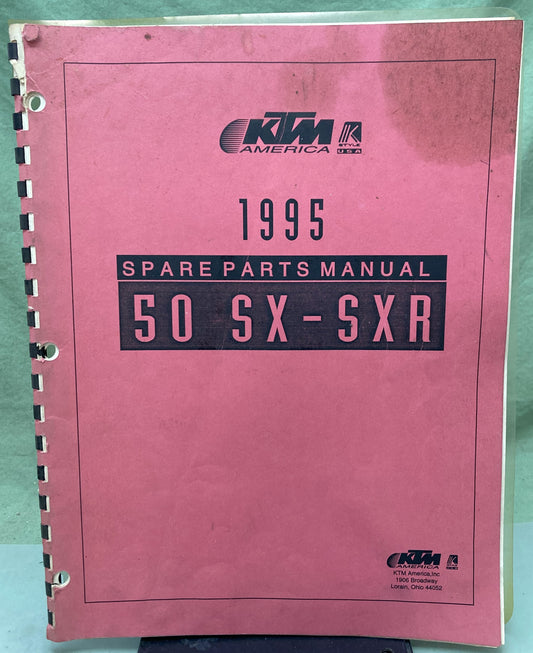 KTM
AMERICA
K
STYLE
USA
1995
SPARE PARTS MANUAL
50 SX-SXR
KTM
AMERICA
K
KTM America,Inc
1906 Broadway
Lorain, Ohio 44052